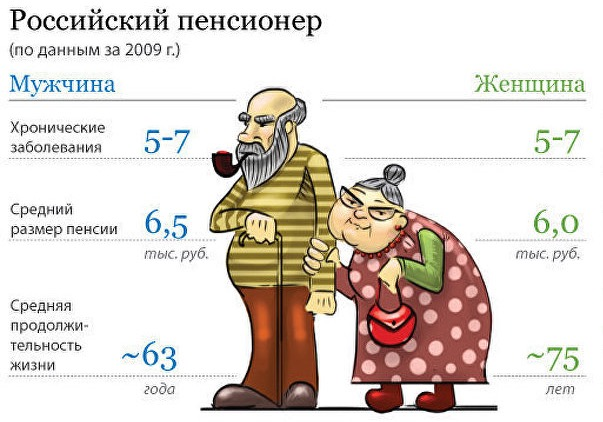 Российский пенсионер
(по данным за 2009 г.)
Мужчина
Женщина
Хронические
заболевания
5-7
5-7
Средний
размер пенсии
6,5
тыс. руб.
6,0
тыс. руб.
Средняя
продолжи-
тельность
жизни
~63
года
~75
лет